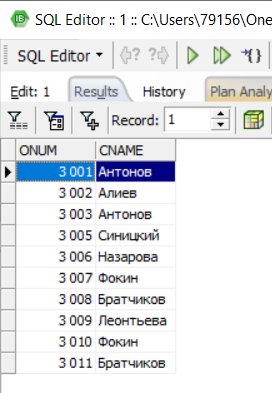 SQL Editor :: 1 :: C:\Users\79156\One
SQL Editor
Edit: 1 Results History Plan Analy
Record: 1
ONUM CNAME
3 001 Антонов
3 002 Алиев
3 003 Антонов
3 005 Синицкий
3 006 Назарова
3 007 Фокин
3 008 Братчиков
3 009 Леонтьева
3 010 Фокин
3 011 Братчиков